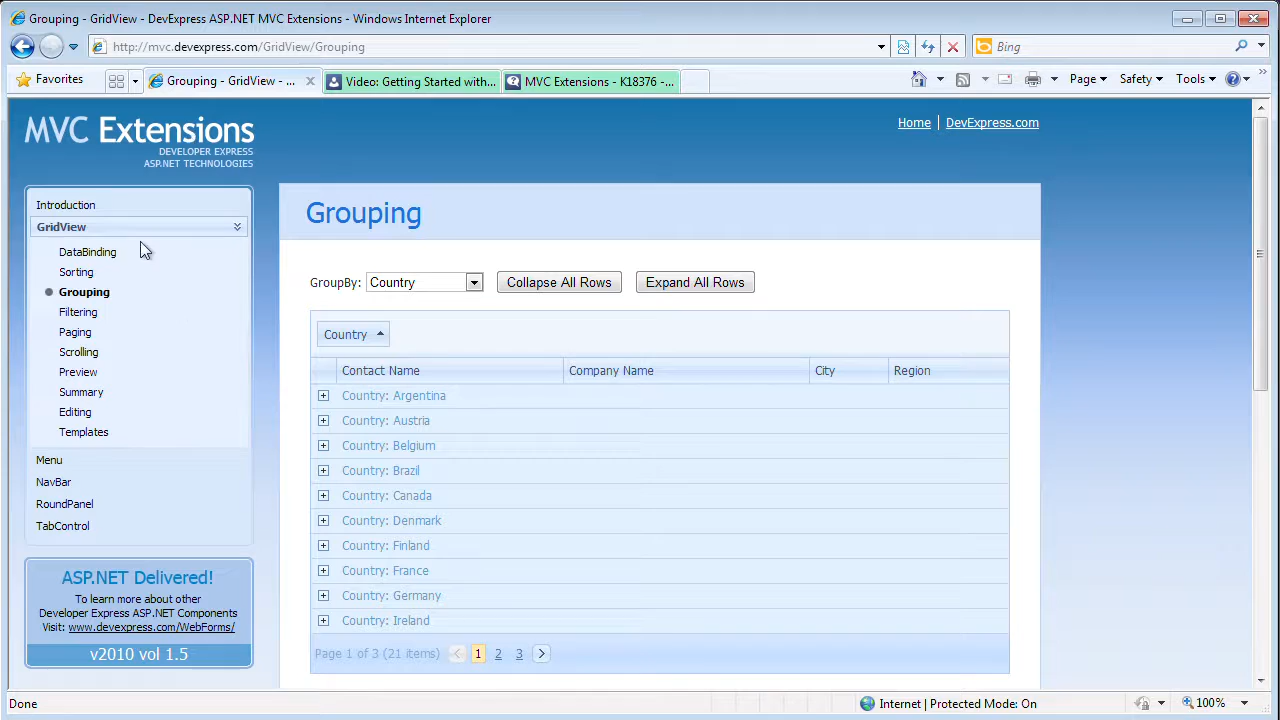 Grouping - GridView - DevExpress ASP.NET MVC Extensions - Windows Internet Explorer
http://mvc.devexpress.com/GridView/Grouping
Bing
Favorites
Grouping - GridView - ...
Video: Getting Started with...
MVC Extensions - K18376 -...
Page
Safety
Tools
MVC Extensions
DEVELOPER EXPRESS
ASP.NET TECHNOLOGIES
Home
DevExpress.com
Introduction
GridView
DataBinding
Sorting
Grouping
Filtering
Paging
Scrolling
Preview
Summary
Editing
Templates
Menu
NavBar
RoundPanel
TabControl
ASP.NET Delivered!
To learn more about other
Developer Express ASP.NET Components
Visit: www.devexpress.com/WebForms/
v2010 vol 1.5
Grouping
GroupBy: Country Collapse All Rows Expand All Rows
Country
Contact Name Company Name City Region
Country: Argentina
Country: Austria
Country: Belgium
Country: Brazil
Country: Canada
Country: Denmark
Country: Finland
Country: France
Country: Germany
Country: Ireland
Page 1 of 3 (21 items) 1 2 3
Done
Internet | Protected Mode: On
100%